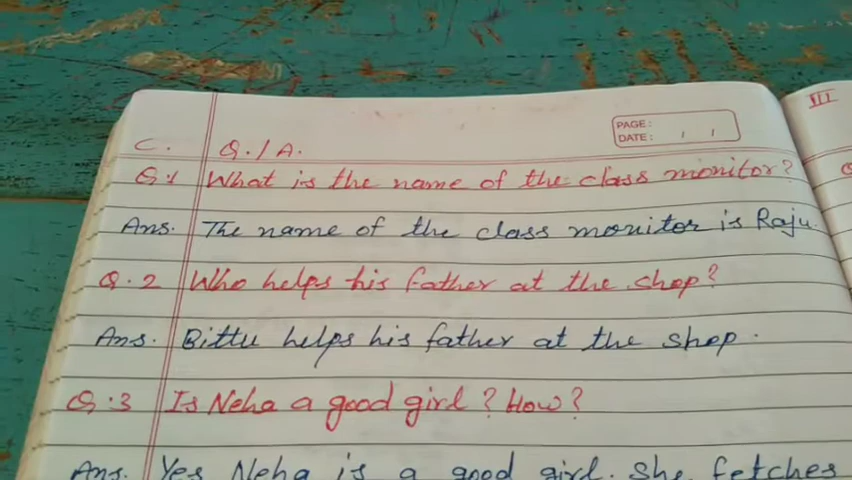 III
PAGE:
DATE: / /
C. Q./A.
Q.1 What is the name of the class monitor?
Ans. The name of the class monitor is Raju.
Q.2 Who helps his father at the shop?
Ans. Bittu helps his father at the shop.
Q.3 Is Neha a good girl? How?
Ans. Yes Neha is a good girl. She fetches